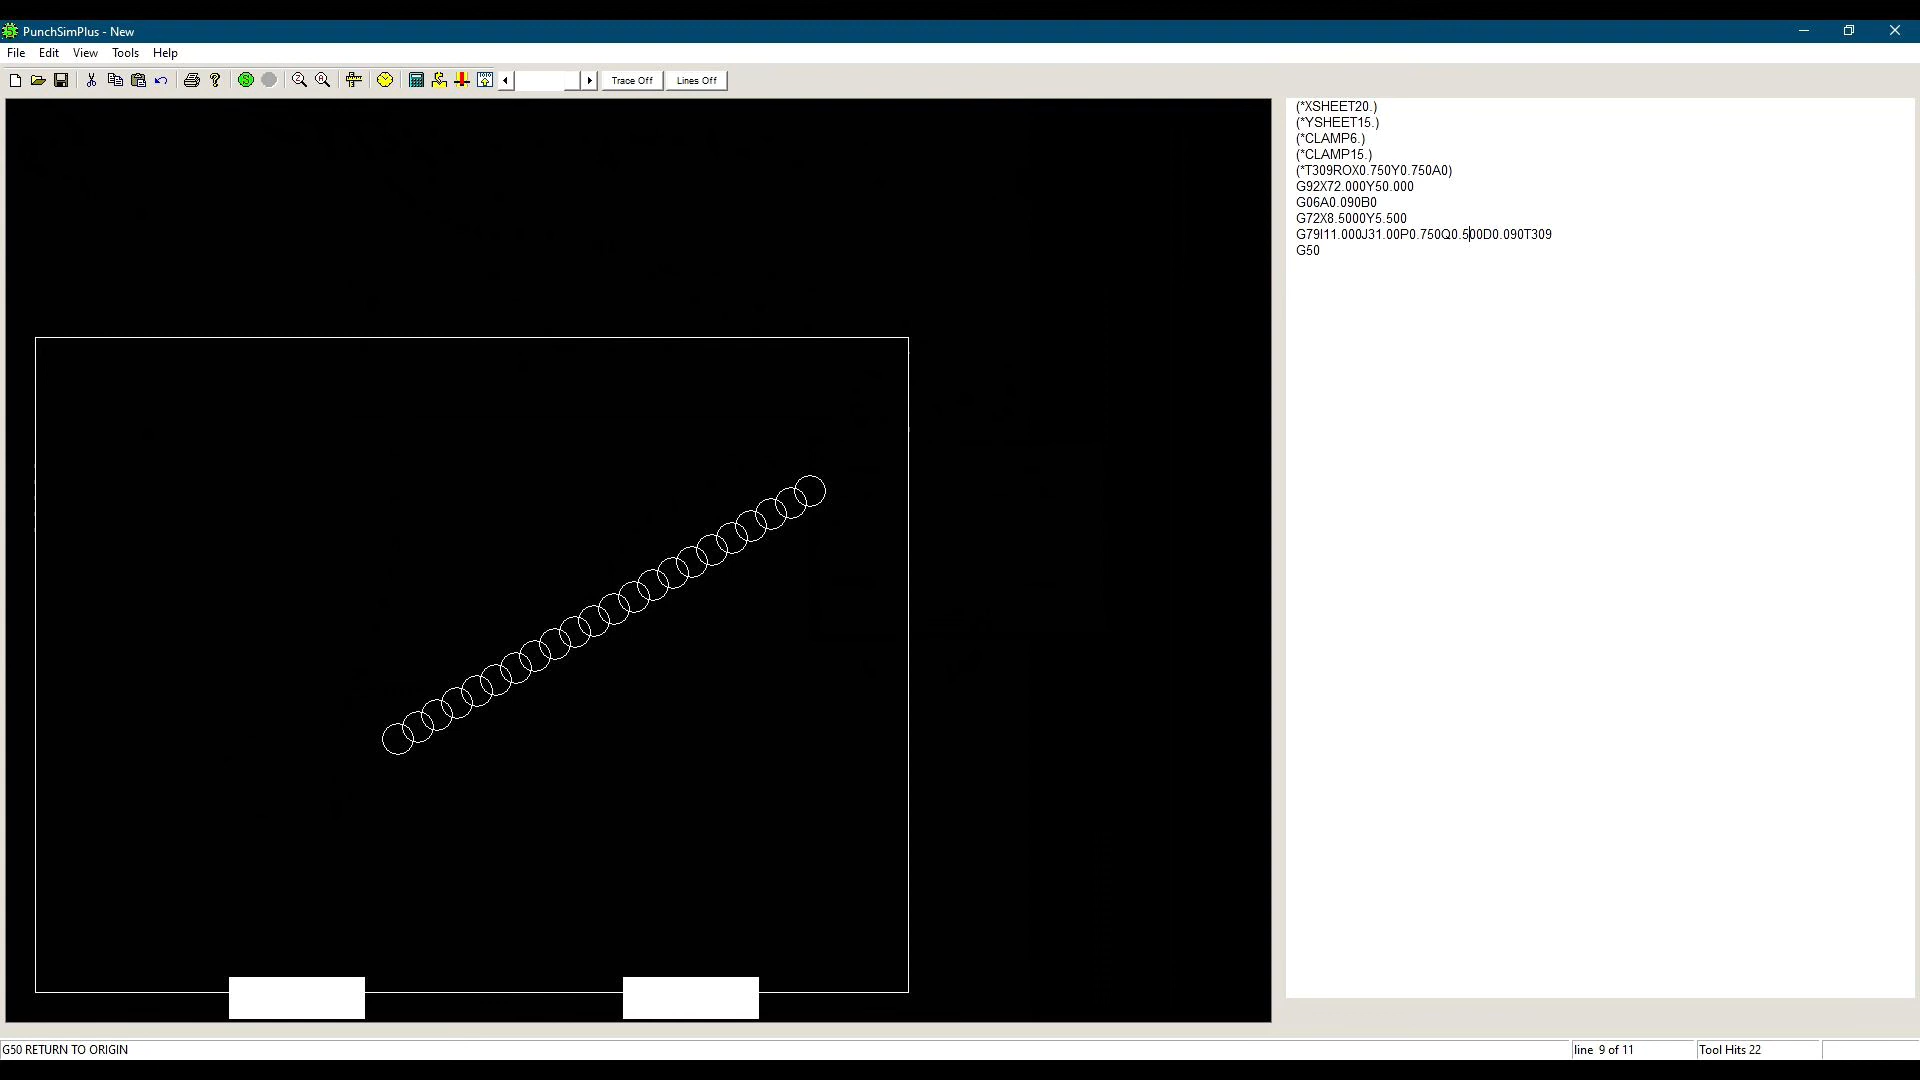 PunchSimPlus - New
File Edit View Tools Help
Trace Off Lines Off
(*XSHEET20.)
(*YSHEET15.)
(*CLAMP6.)
(*CLAMP15.)
(*T309ROX0.750Y0.750A0)
G92X72.000Y50.000
G06A0.090B0
G72X8.5000Y5.500
G79I11.000J31.00P0.750Q0.500D0.090T309
G50
G50 RETURN TO ORIGIN
line 9 of 11
Tool Hits 22